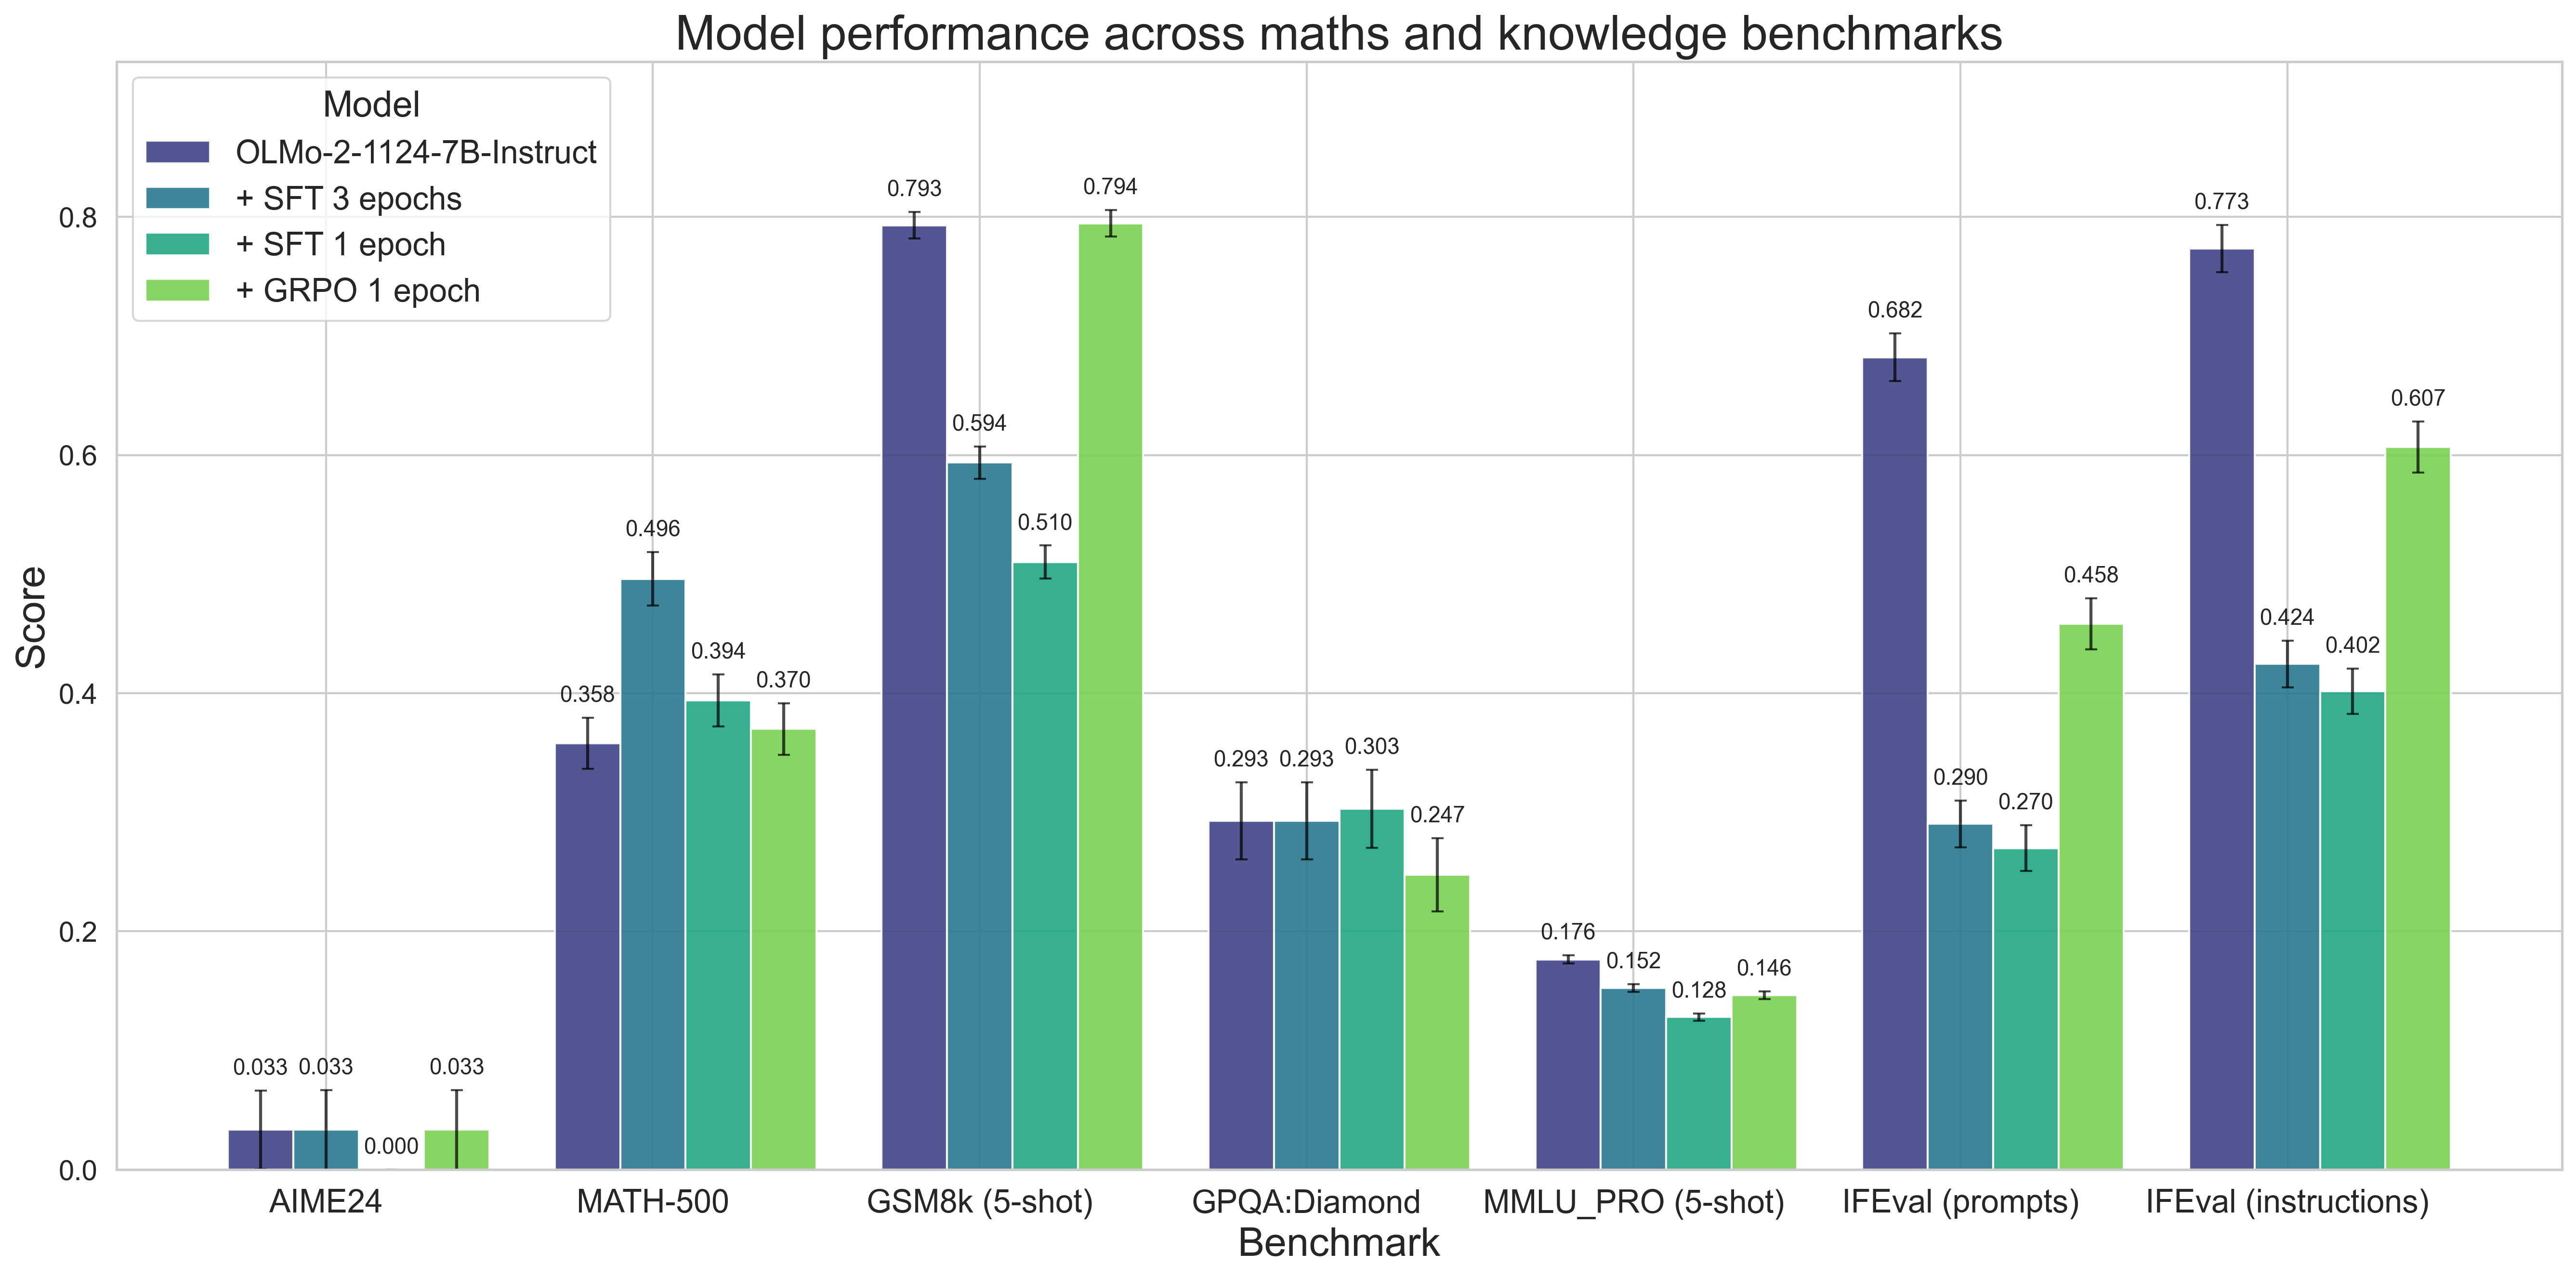 Model performance across maths and knowledge benchmarks
Model
OLMo-2-1124-7B-Instruct
+ SFT 3 epochs
+ SFT 1 epoch
+ GRPO 1 epoch
Score
0.8
0.6
0.4
0.2
0.0
0.033
0.033
0.000
0.033
0.358
0.496
0.394
0.370
0.793
0.594
0.510
0.794
0.293
0.293
0.303
0.247
0.176
0.152
0.128
0.146
0.682
0.290
0.270
0.458
0.773
0.424
0.402
0.607
AIME24
MATH-500
GSM8k (5-shot)
GPQA:Diamond
MMLU_PRO (5-shot)
IFEval (prompts)
IFEval (instructions)
Benchmark